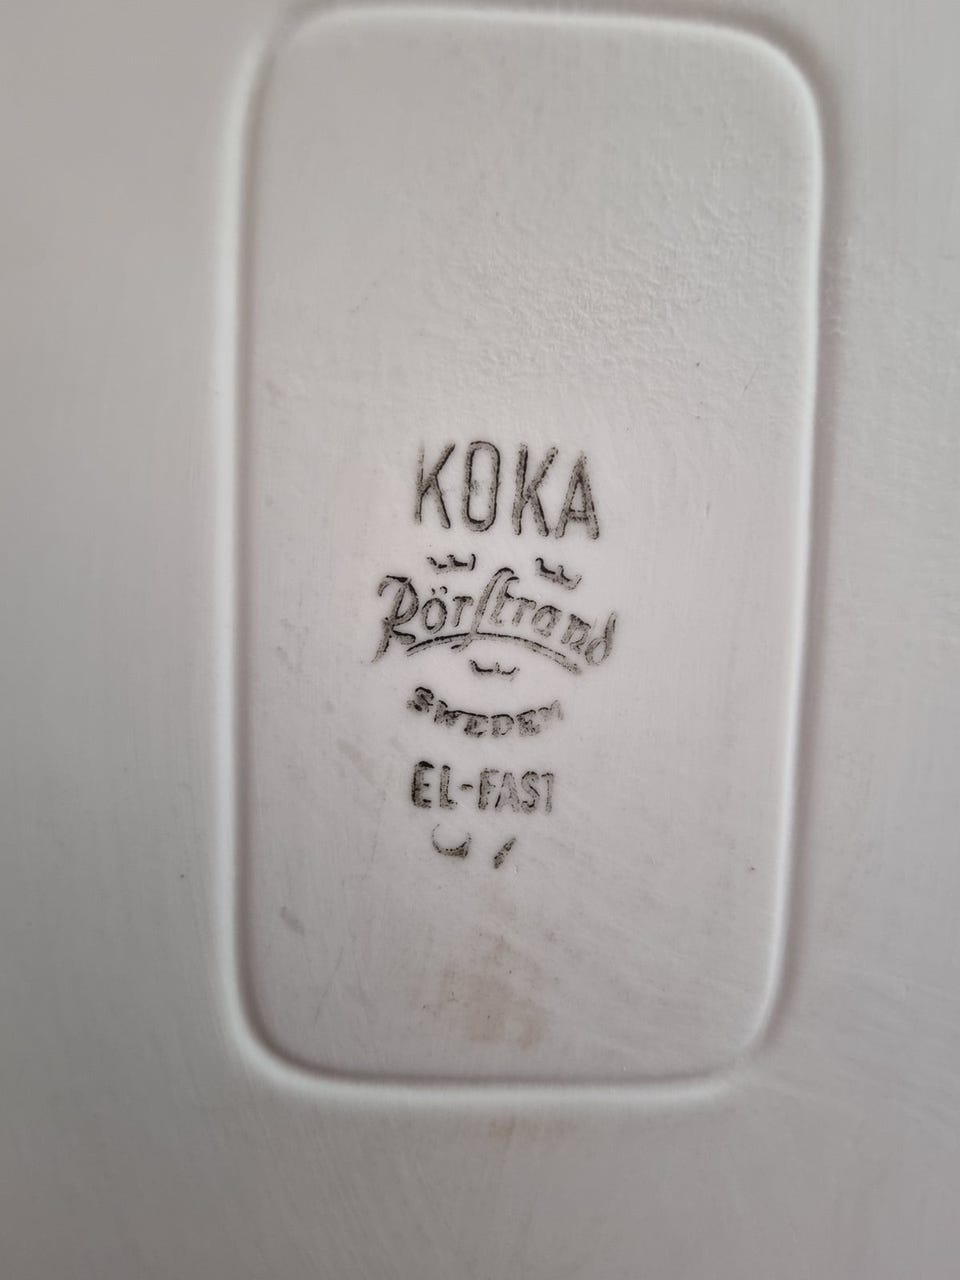 KOKA
Rörstrand
SWEDEN
EL-FAST